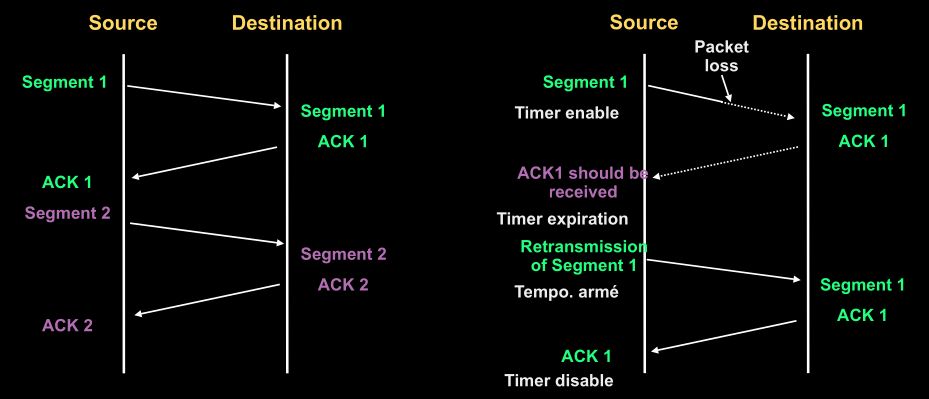 Source
Destination
Segment 1
Segment 1
ACK 1
ACK 1
Segment 2
Segment 2
ACK 2
ACK 2
Source
Destination
Packet
loss
Segment 1
Timer enable
Segment 1
ACK 1
ACK1 should be
received
Timer expiration
Retransmission
of Segment 1
Tempo. armé
Segment 1
ACK 1
ACK 1
Timer disable